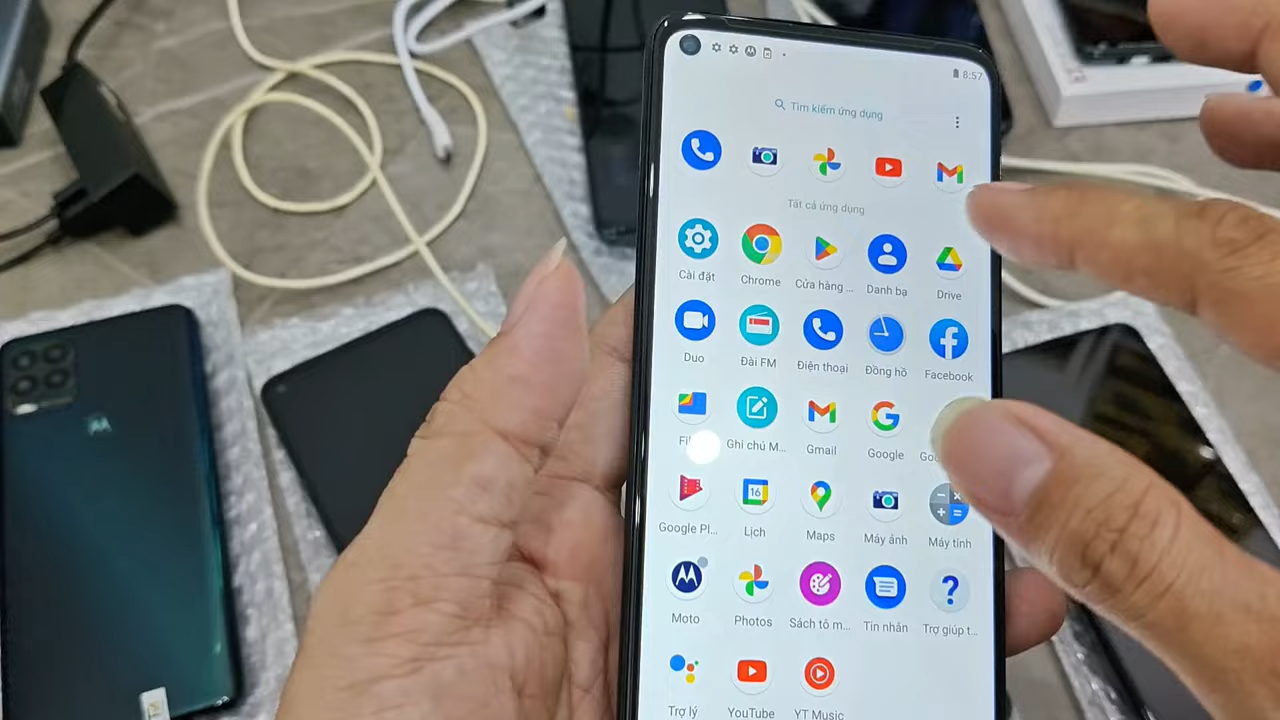 8:57
Tìm kiếm ứng dụng
Tất cả ứng dụng
Cài đặt
Chrome
Cửa hàng ...
Danh bạ
Drive
Duo
Đài FM
Điện thoại
Đồng hồ
Facebook
Ghi chú M...
Gmail
Google
Google Pl...
16
Lịch
Maps
Máy ảnh
Máy tính
Moto
Photos
Sách tô m...
Tin nhắn
Trợ giúp t...
Trợ lý
YouTube
YT Music